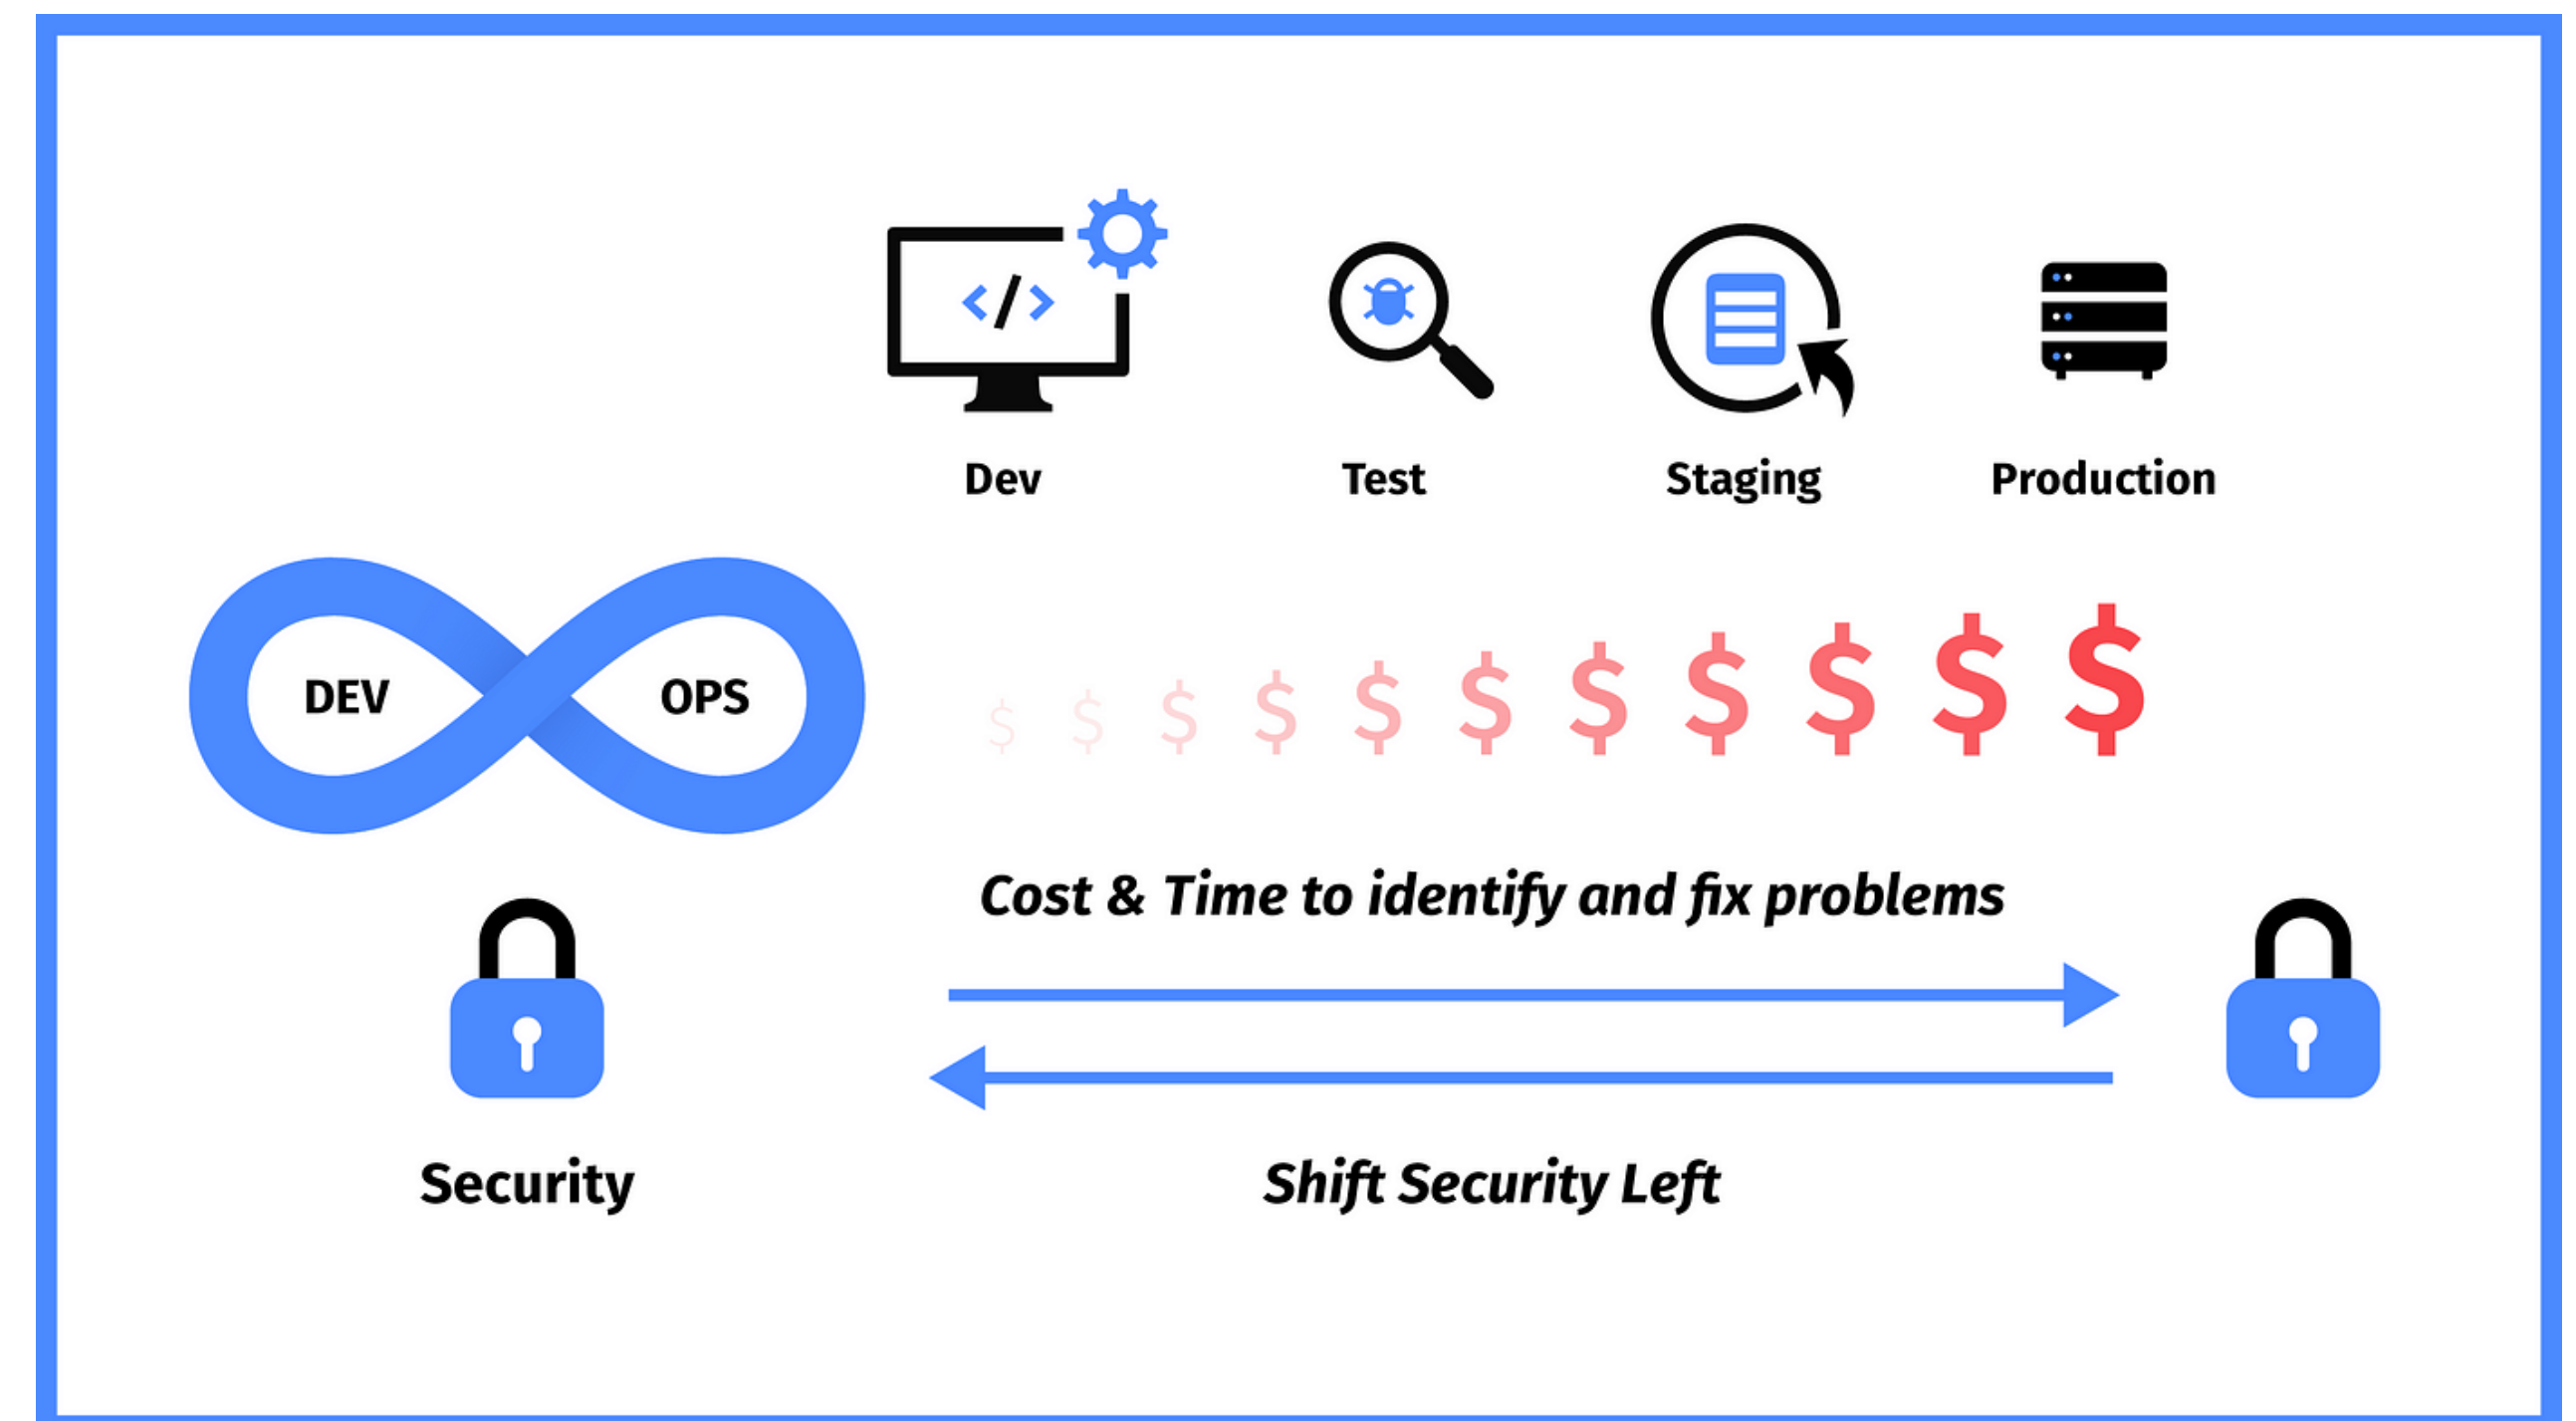 Dev
Test
Staging
Production
DEV
OPS
$ $ $ $ $ $ $ $ $ $ $
Cost & Time to identify and fix problems
Security
Shift Security Left